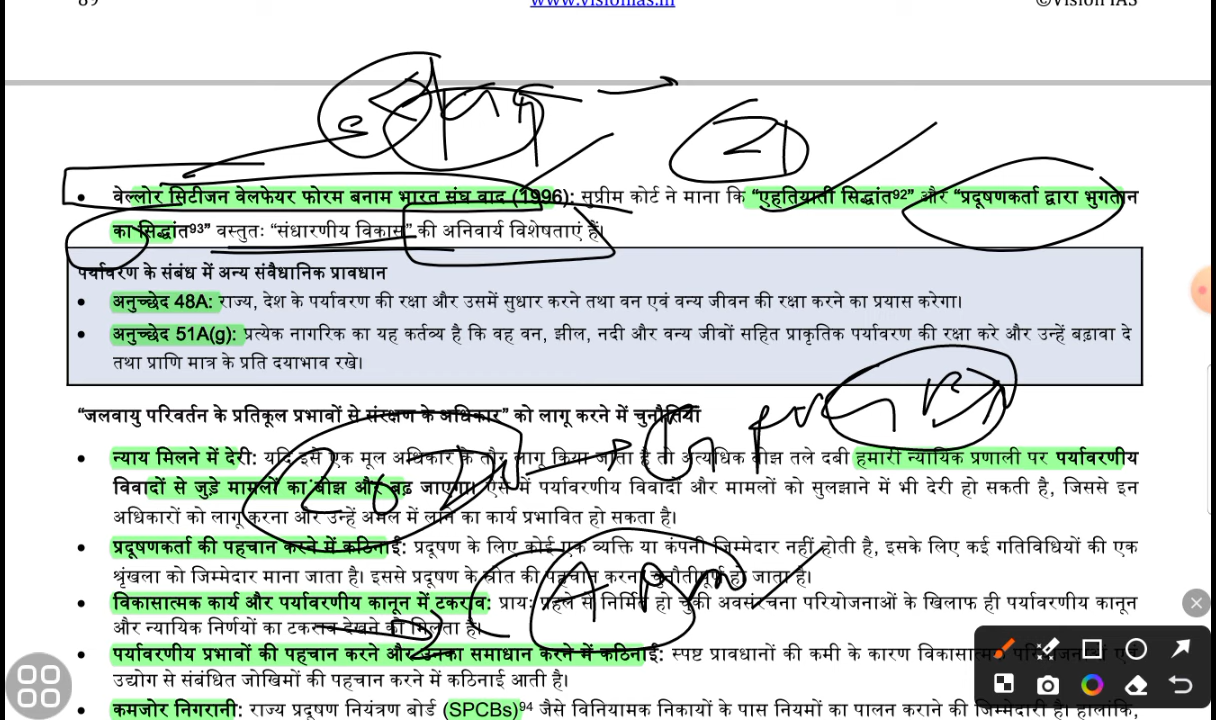 89 www.visionias.in ©Vision IAS
21
• वेल्लोर सिटीजन वेलफेयर फोरम बनाम भारत संघ वाद (1996): सुप्रीम कोर्ट ने माना कि “एहतियाती सिद्धांत⁹²” और “प्रदूषणकर्ता द्वारा भुगतान
का सिद्धांत⁹³” वस्तुतः “संधारणीय विकास” की अनिवार्य विशेषताएं हैं।
पर्यावरण के संबंध में अन्य संवैधानिक प्रावधान
• अनुच्छेद 48A: राज्य, देश के पर्यावरण की रक्षा और उसमें सुधार करने तथा वन एवं वन्य जीवन की रक्षा करने का प्रयास करेगा।
• अनुच्छेद 51A(g): प्रत्येक नागरिक का यह कर्तव्य है कि वह वन, झील, नदी और वन्य जीवों सहित प्राकृतिक पर्यावरण की रक्षा करे और उन्हें बढ़ावा दे
तथा प्राणि मात्र के प्रति दयाभाव रखे।
“जलवायु परिवर्तन के प्रतिकूल प्रभावों से संरक्षण के अधिकार” को लागू करने में चुनौतियां
• न्याय मिलने में देरी: यदि इसे एक मूल अधिकार के तौर लागू किया जाता है तो अत्यधिक बोझ तले दबी हमारी न्यायिक प्रणाली पर पर्यावरणीय
विवादों से जुड़े मामलों का बोझ और बढ़ जाएगा। ऐसे में पर्यावरणीय विवादों और मामलों को सुलझाने में भी देरी हो सकती है, जिससे इन
अधिकारों को लागू करना और उन्हें अमल में लाने का कार्य प्रभावित हो सकता है।
• प्रदूषणकर्ता की पहचान करने में कठिनाई: प्रदूषण के लिए कोई एक व्यक्ति या कंपनी जिम्मेदार नहीं होती है, इसके लिए कई गतिविधियों की एक
श्रृंखला को जिम्मेदार माना जाता है। इससे प्रदूषण के स्रोत की पहचान करना चुनौतीपूर्ण हो जाता है।
• विकासात्मक कार्य और पर्यावरणीय कानून में टकराव: प्रायः पहले से निर्मित हो चुकी अवसंरचना परियोजनाओं के खिलाफ ही पर्यावरणीय कानून
और न्यायिक निर्णयों का टकराव देखने को मिलता है।
• पर्यावरणीय प्रभावों की पहचान करने और उनका समाधान करने में कठिनाई: स्पष्ट प्रावधानों की कमी के कारण विकासात्मक
उद्योग से संबंधित जोखिमों की पहचान करने में कठिनाई आती है।
• कमजोर निगरानी: राज्य प्रदूषण नियंत्रण बोर्ड (SPCBs)⁹⁴ जैसे विनियामक निकायों के पास नियमों का पालन कराने की जिम्मेदारी है। हालांकि,